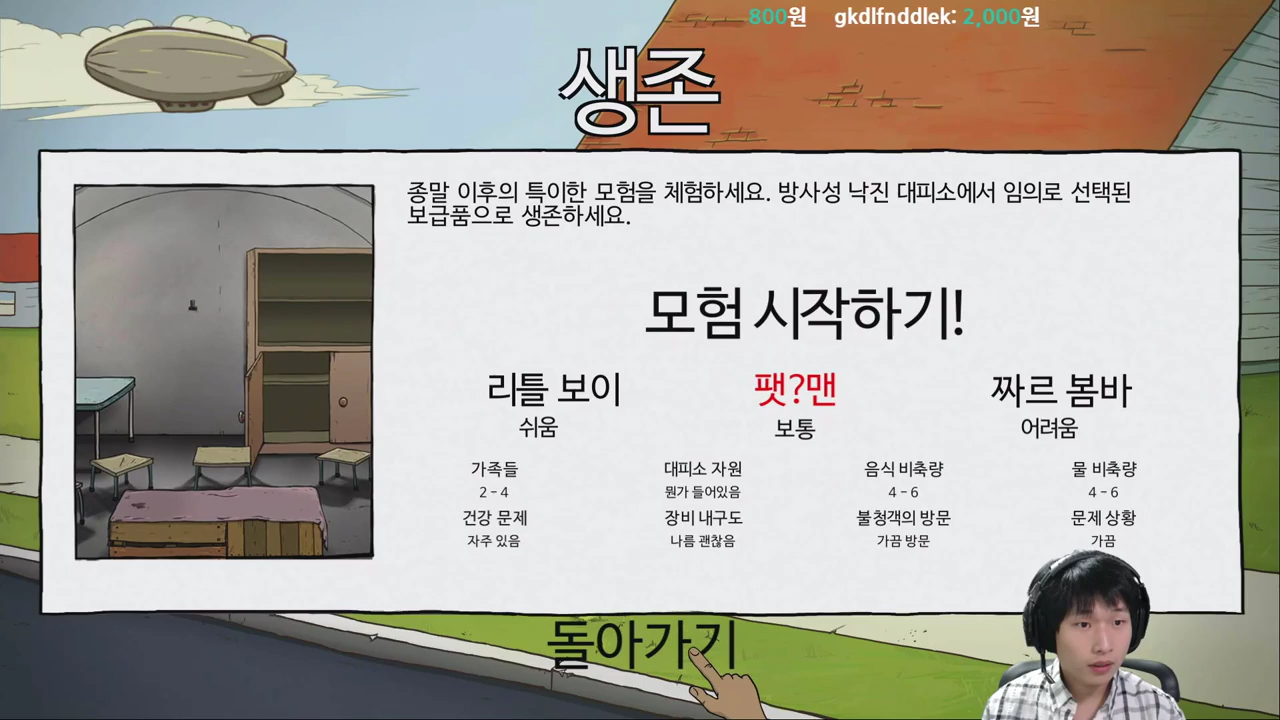 800원 gkdlfnddlek: 2,000원
생존
종말 이후의 특이한 모험을 체험하세요. 방사성 낙진 대피소에서 임의로 선택된
보급품으로 생존하세요.
모험 시작하기!
리틀 보이 팻?맨 짜르 봄바
쉬움 보통 어려움
가족들 대피소 자원 음식 비축량 물 비축량
2 - 4 뭔가 들어있음 4 - 6 4 - 6
건강 문제 장비 내구도 불청객의 방문 문제 상황
자주 있음 나름 괜찮음 가끔 방문 가끔
돌아가기